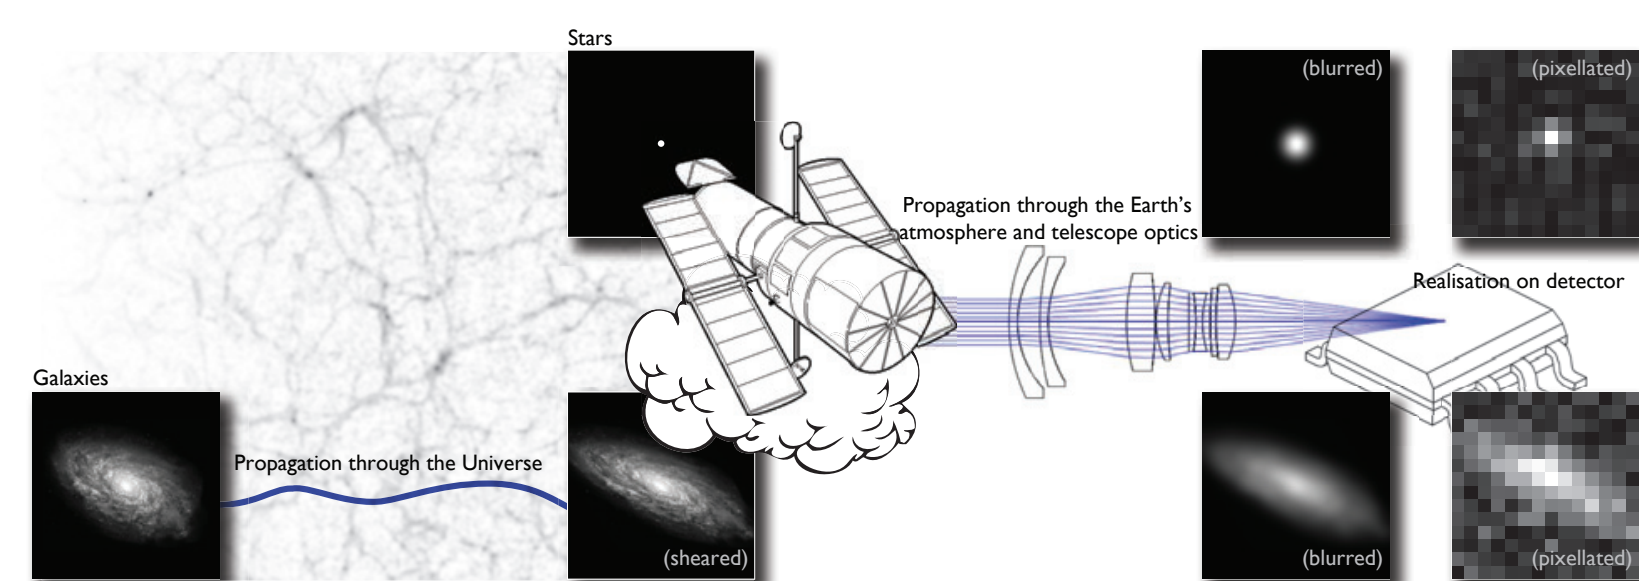 Stars
(blurred)
(pixellated)
Propagation through the Earth's
atmosphere and telescope optics
Realisation on detector
Galaxies
Propagation through the Universe
(sheared)
(blurred)
(pixellated)